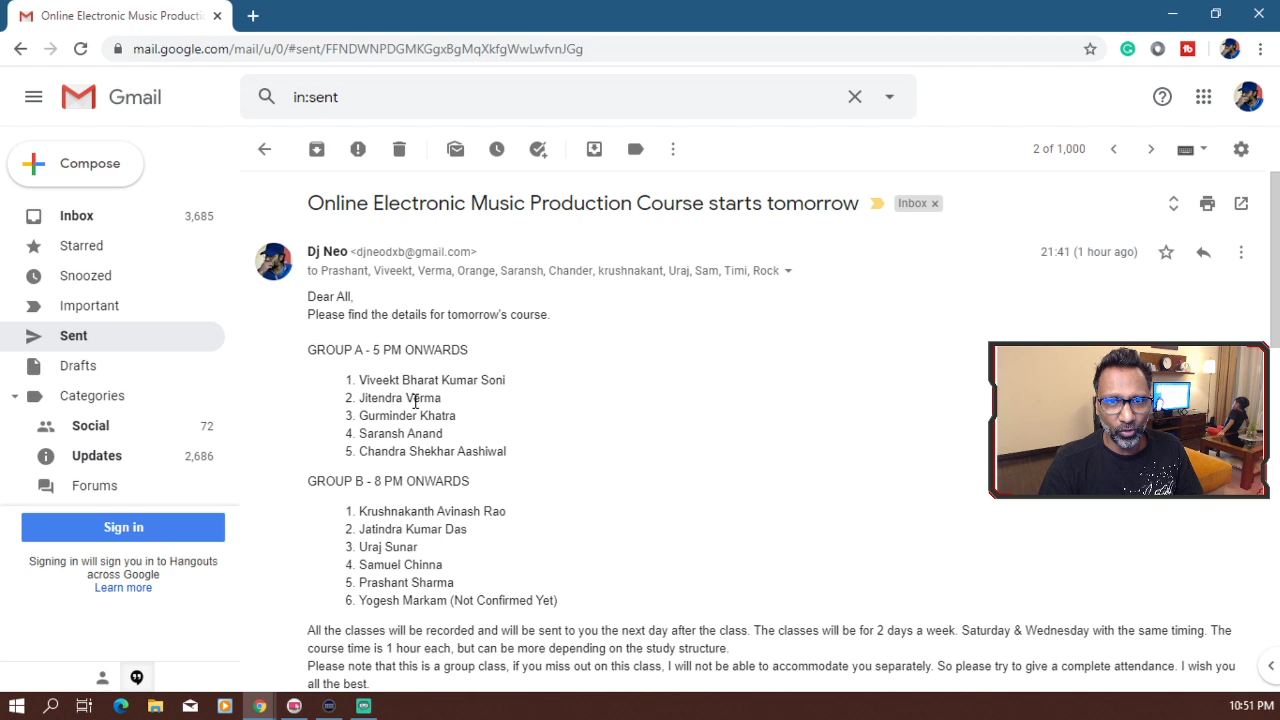 Online Electronic Music Producti
mail.google.com/mail/u/0/#sent/FFNDWNPDGMKGgxBgMqXkfgWwLwfvnJGg
Gmail
in:sent
Compose
2 of 1,000
Inbox 3,685
Starred
Snoozed
Important
Sent
Drafts
Categories
Social 72
Updates 2,686
Forums
Sign in
Signing in will sign you in to Hangouts
across Google
Learn more
Online Electronic Music Production Course starts tomorrow Inbox
Dj Neo <djneodxb@gmail.com> 21:41 (1 hour ago)
to Prashant, Viveekt, Verma, Orange, Saransh, Chander, krushnakant, Uraj, Sam, Timi, Rock
Dear All,
Please find the details for tomorrow's course.
GROUP A - 5 PM ONWARDS
1. Viveekt Bharat Kumar Soni
2. Jitendra Verma
3. Gurminder Khatra
4. Saransh Anand
5. Chandra Shekhar Aashiwal
GROUP B - 8 PM ONWARDS
1. Krushnakanth Avinash Rao
2. Jatindra Kumar Das
3. Uraj Sunar
4. Samuel Chinna
5. Prashant Sharma
6. Yogesh Markam (Not Confirmed Yet)
All the classes will be recorded and will be sent to you the next day after the class. The classes will be for 2 days a week. Saturday & Wednesday with the same timing. The
course time is 1 hour each, but can be more depending on the study structure.
Please note that this is a group class, if you miss out on this class, I will not be able to accommodate you separately. So please try to give a complete attendance. I wish you
all the best.
10:51 PM